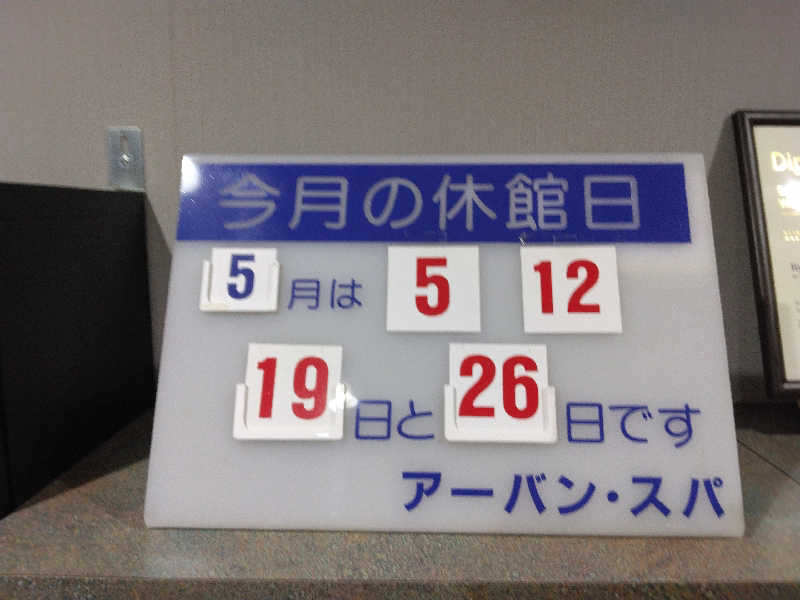 今月の休館日
5月は 5 12
19日と 26日です
アーバン・スパ